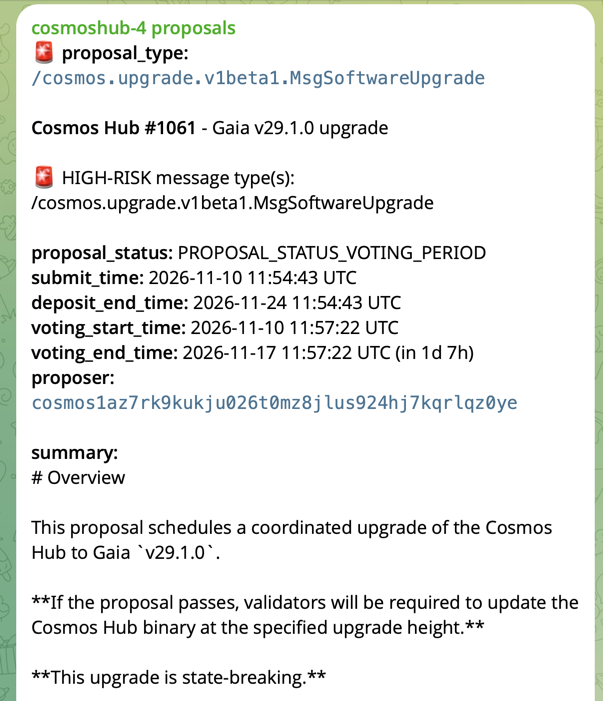 cosmoshub-4 proposals
🚨 proposal_type:
/cosmos.upgrade.v1beta1.MsgSoftwareUpgrade
Cosmos Hub #1061 - Gaia v29.1.0 upgrade
🚨 HIGH-RISK message type(s):
/cosmos.upgrade.v1beta1.MsgSoftwareUpgrade
proposal_status: PROPOSAL_STATUS_VOTING_PERIOD
submit_time: 2026-11-10 11:54:43 UTC
deposit_end_time: 2026-11-24 11:54:43 UTC
voting_start_time: 2026-11-10 11:57:22 UTC
voting_end_time: 2026-11-17 11:57:22 UTC (in 1d 7h)
proposer:
cosmos1az7rk9kukju026t0mz8jlus924hj7kqrlqz0ye
summary:
# Overview
This proposal schedules a coordinated upgrade of the Cosmos
Hub to Gaia `v29.1.0`.
**If the proposal passes, validators will be required to update the
Cosmos Hub binary at the specified upgrade height.**
**This upgrade is state-breaking.**